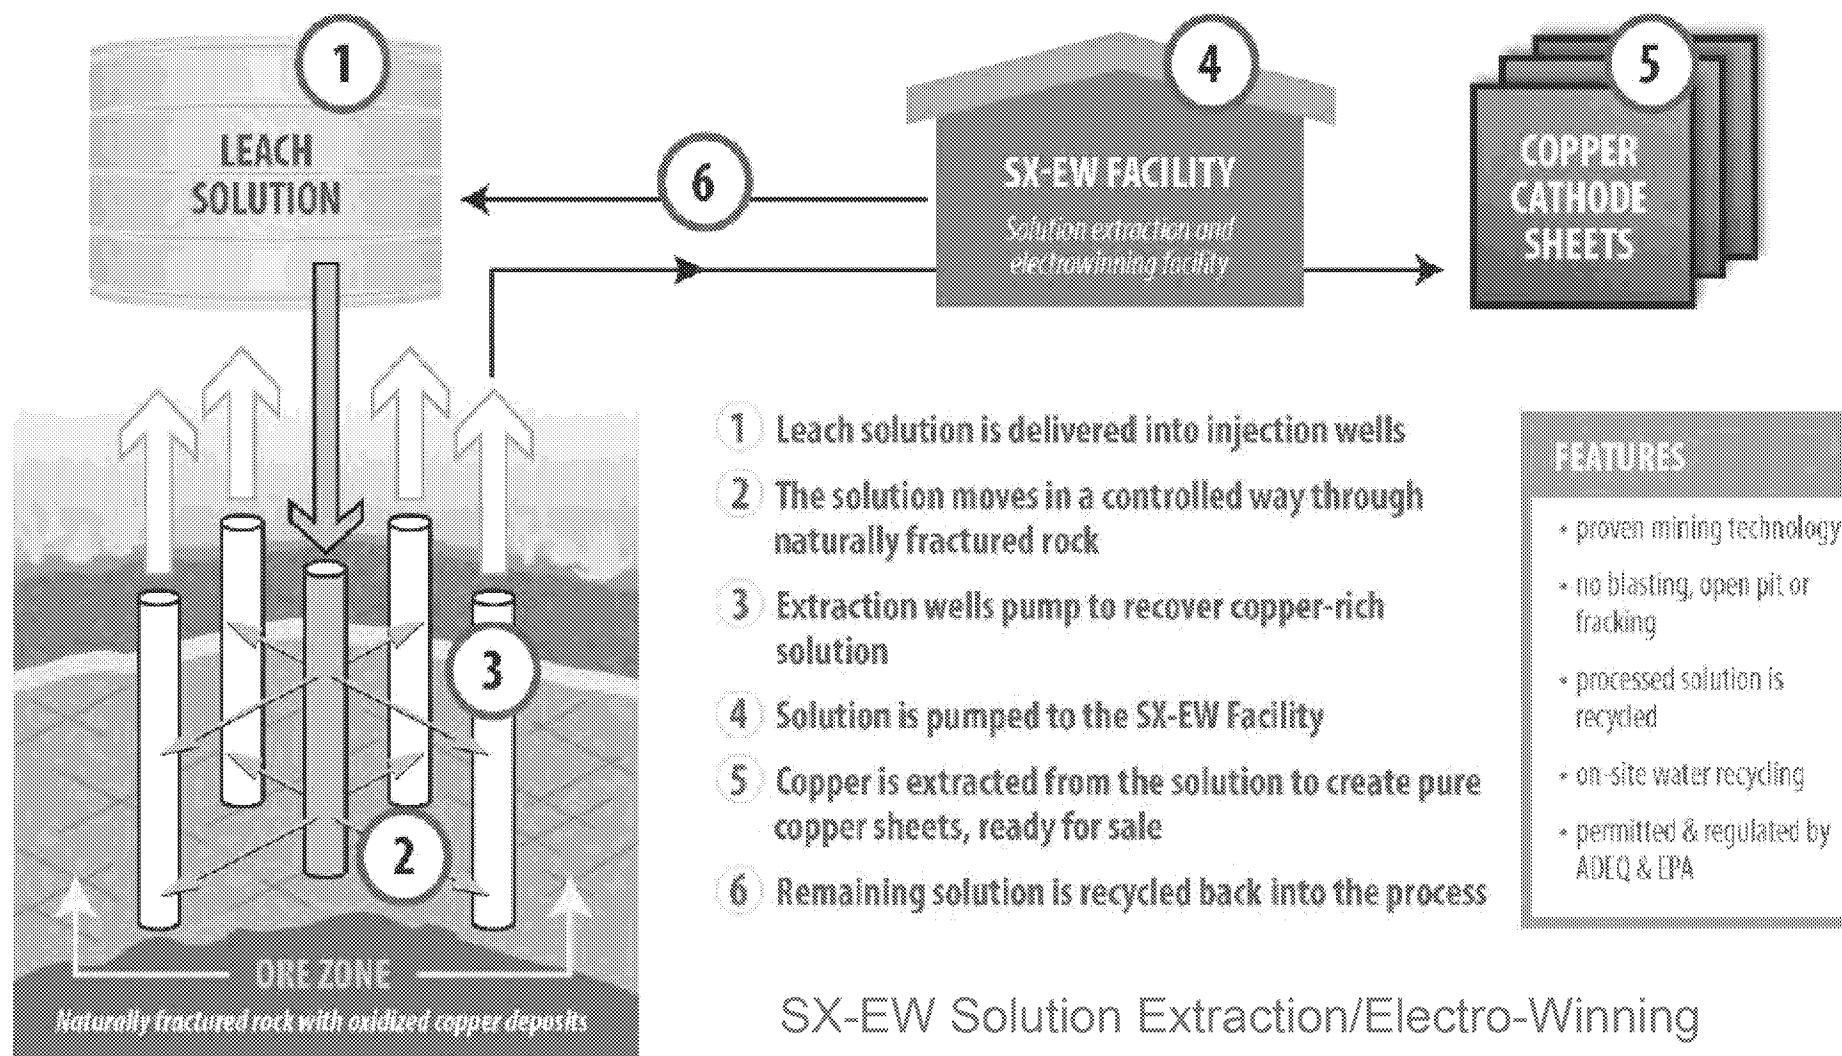 1
LEACH
SOLUTION
6
4
SX-EW FACILITY
Solution extraction and
electrowinning facility
5
COPPER
CATHODE
SHEETS
3
2
ORE ZONE
Naturally fractured rock with oxidized copper deposits
1 Leach solution is delivered into injection wells
2 The solution moves in a controlled way through
naturally fractured rock
3 Extraction wells pump to recover copper-rich
solution
4 Solution is pumped to the SX-EW Facility
5 Copper is extracted from the solution to create pure
copper sheets, ready for sale
6 Remaining solution is recycled back into the process
FEATURES
• proven mining technology
• no blasting, open pit or
fracking
• processed solution is
recycled
• on-site water recycling
• permitted & regulated by
ADEQ & EPA
SX-EW Solution Extraction/Electro-Winning